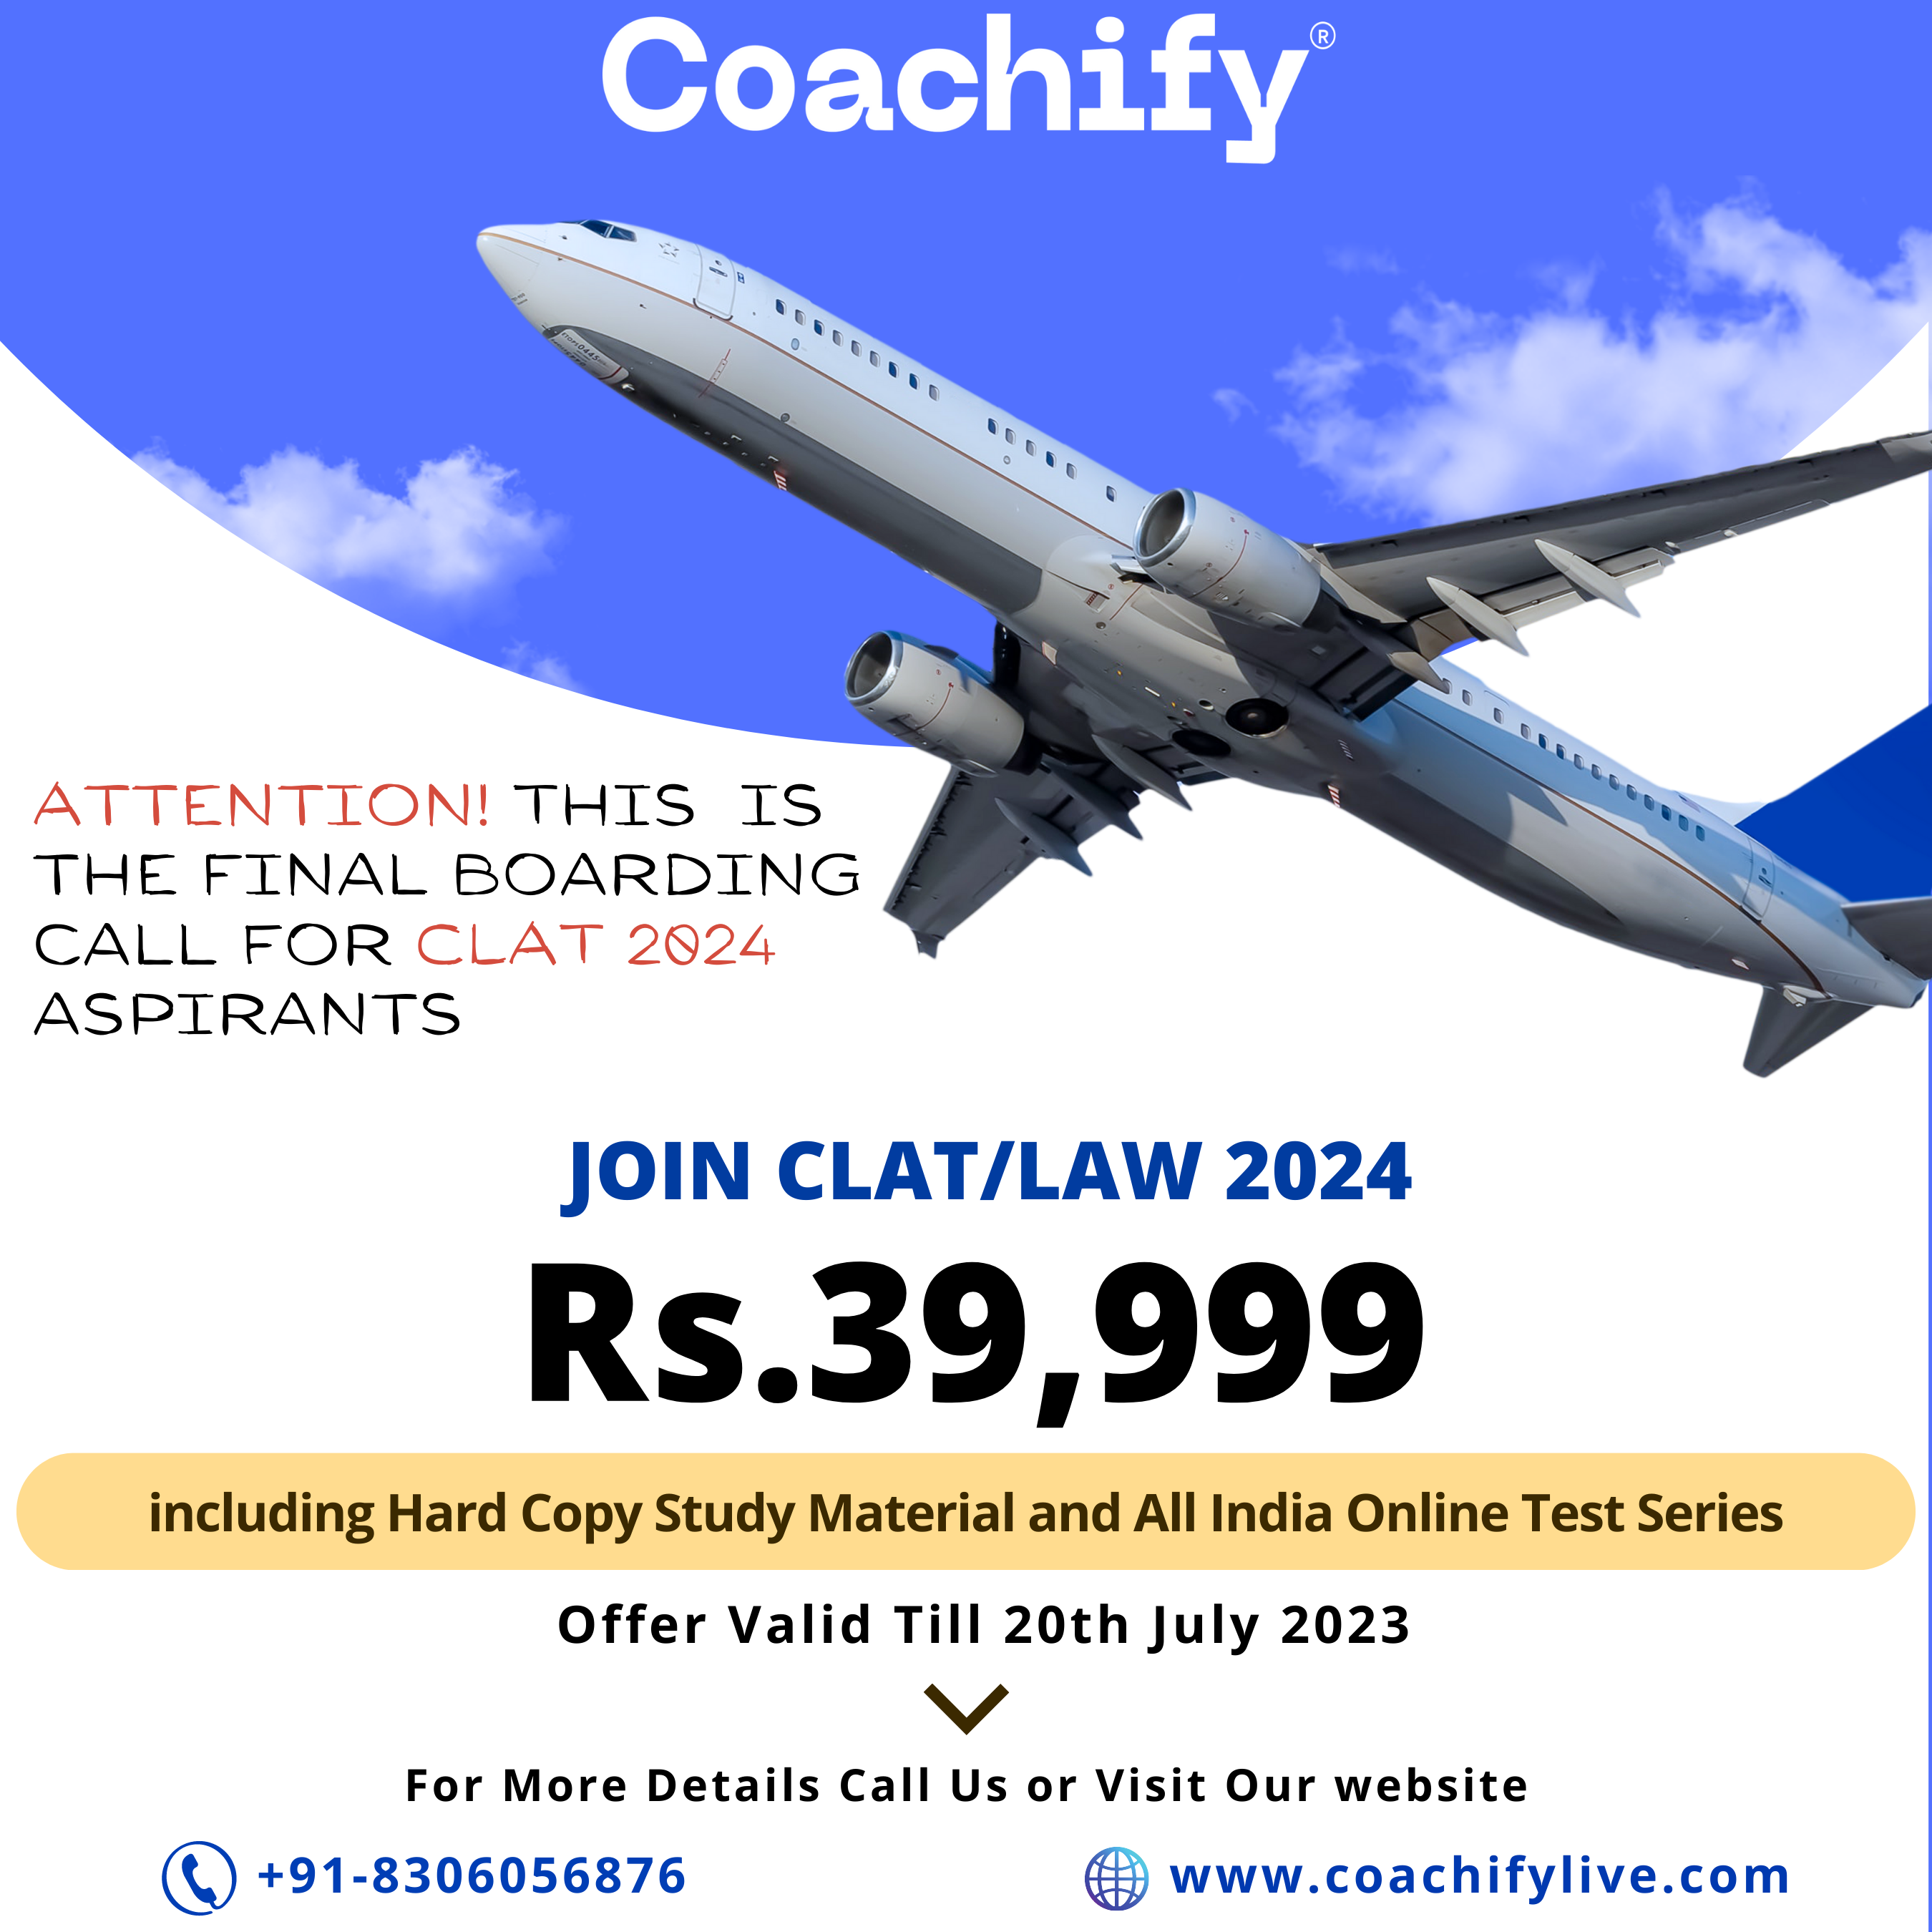 Coachify®
ATTENTION! THIS IS
THE FINAL BOARDING
CALL FOR CLAT 2024
ASPIRANTS
JOIN CLAT/LAW 2024
Rs.39,999
including Hard Copy Study Material and All India Online Test Series
Offer Valid Till 20th July 2023
For More Details Call Us or Visit Our website
+91-8306056876
www.coachifylive.com